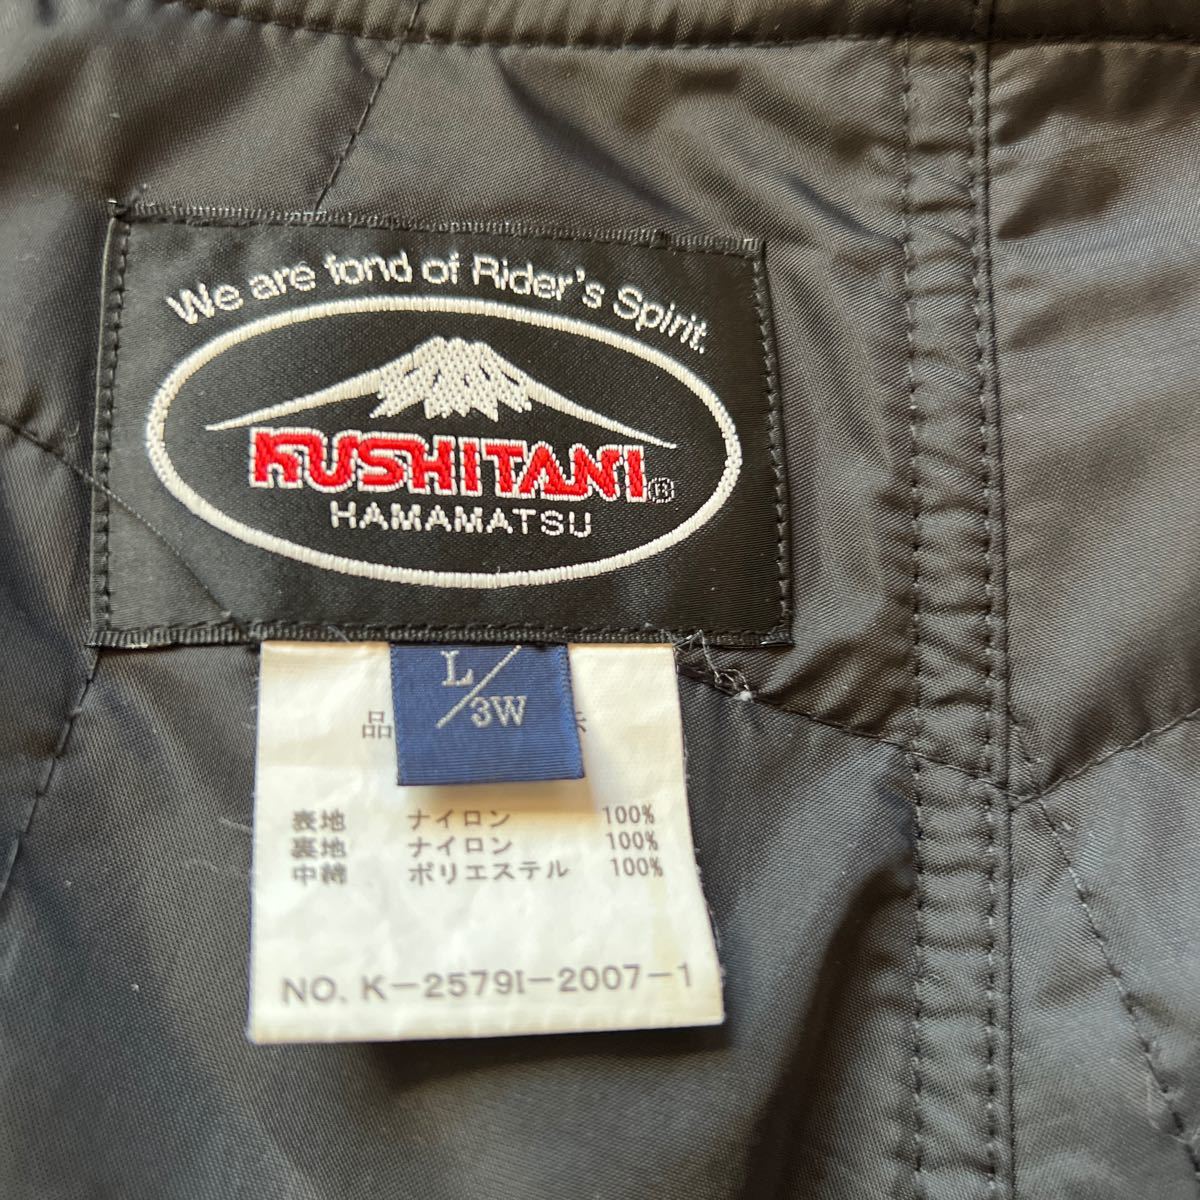 We are fond of Rider's Spirit.
KUSHITANI®
HAMAMATSU
L/3W
品
表地 ナイロン 100%
裏地 ナイロン 100%
中綿 ポリエステル 100%
NO. K-2579I-2007-1